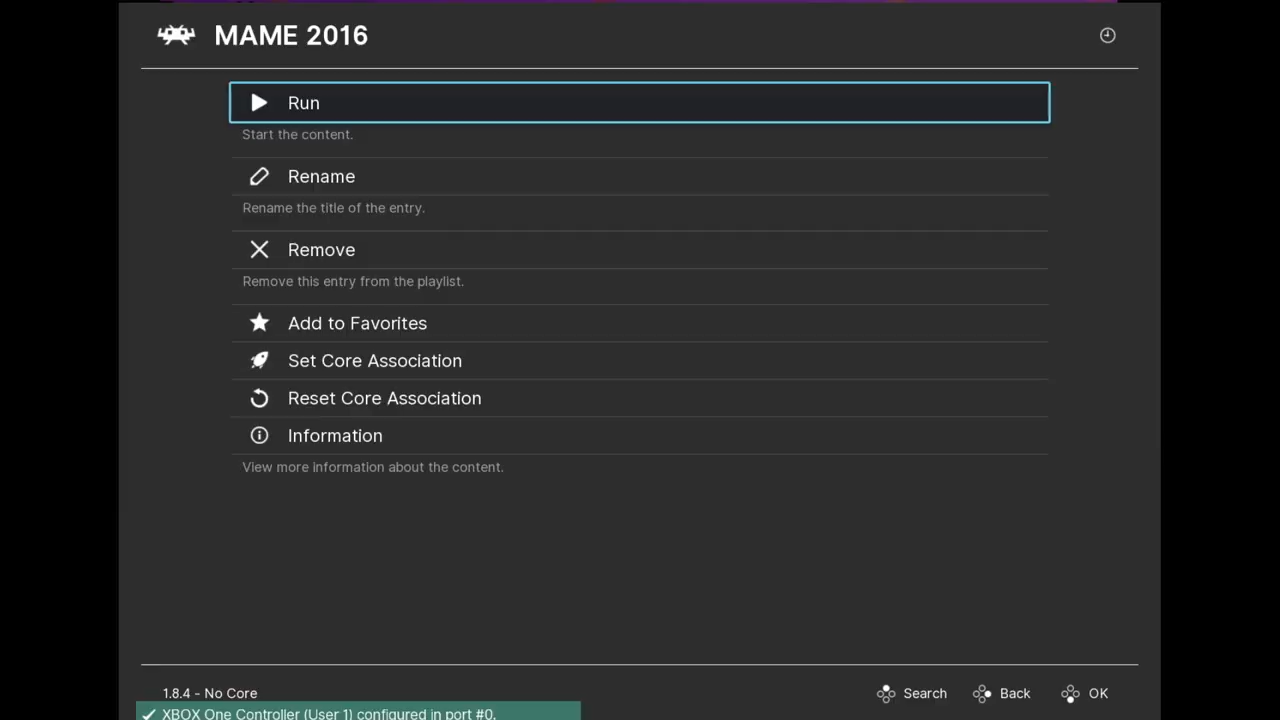 MAME 2016
Run
Start the content.
Rename
Rename the title of the entry.
Remove
Remove this entry from the playlist.
Add to Favorites
Set Core Association
Reset Core Association
Information
View more information about the content.
1.8.4 - No Core
Search
Back
OK
XBOX One Controller (User 1) configured in port #0.